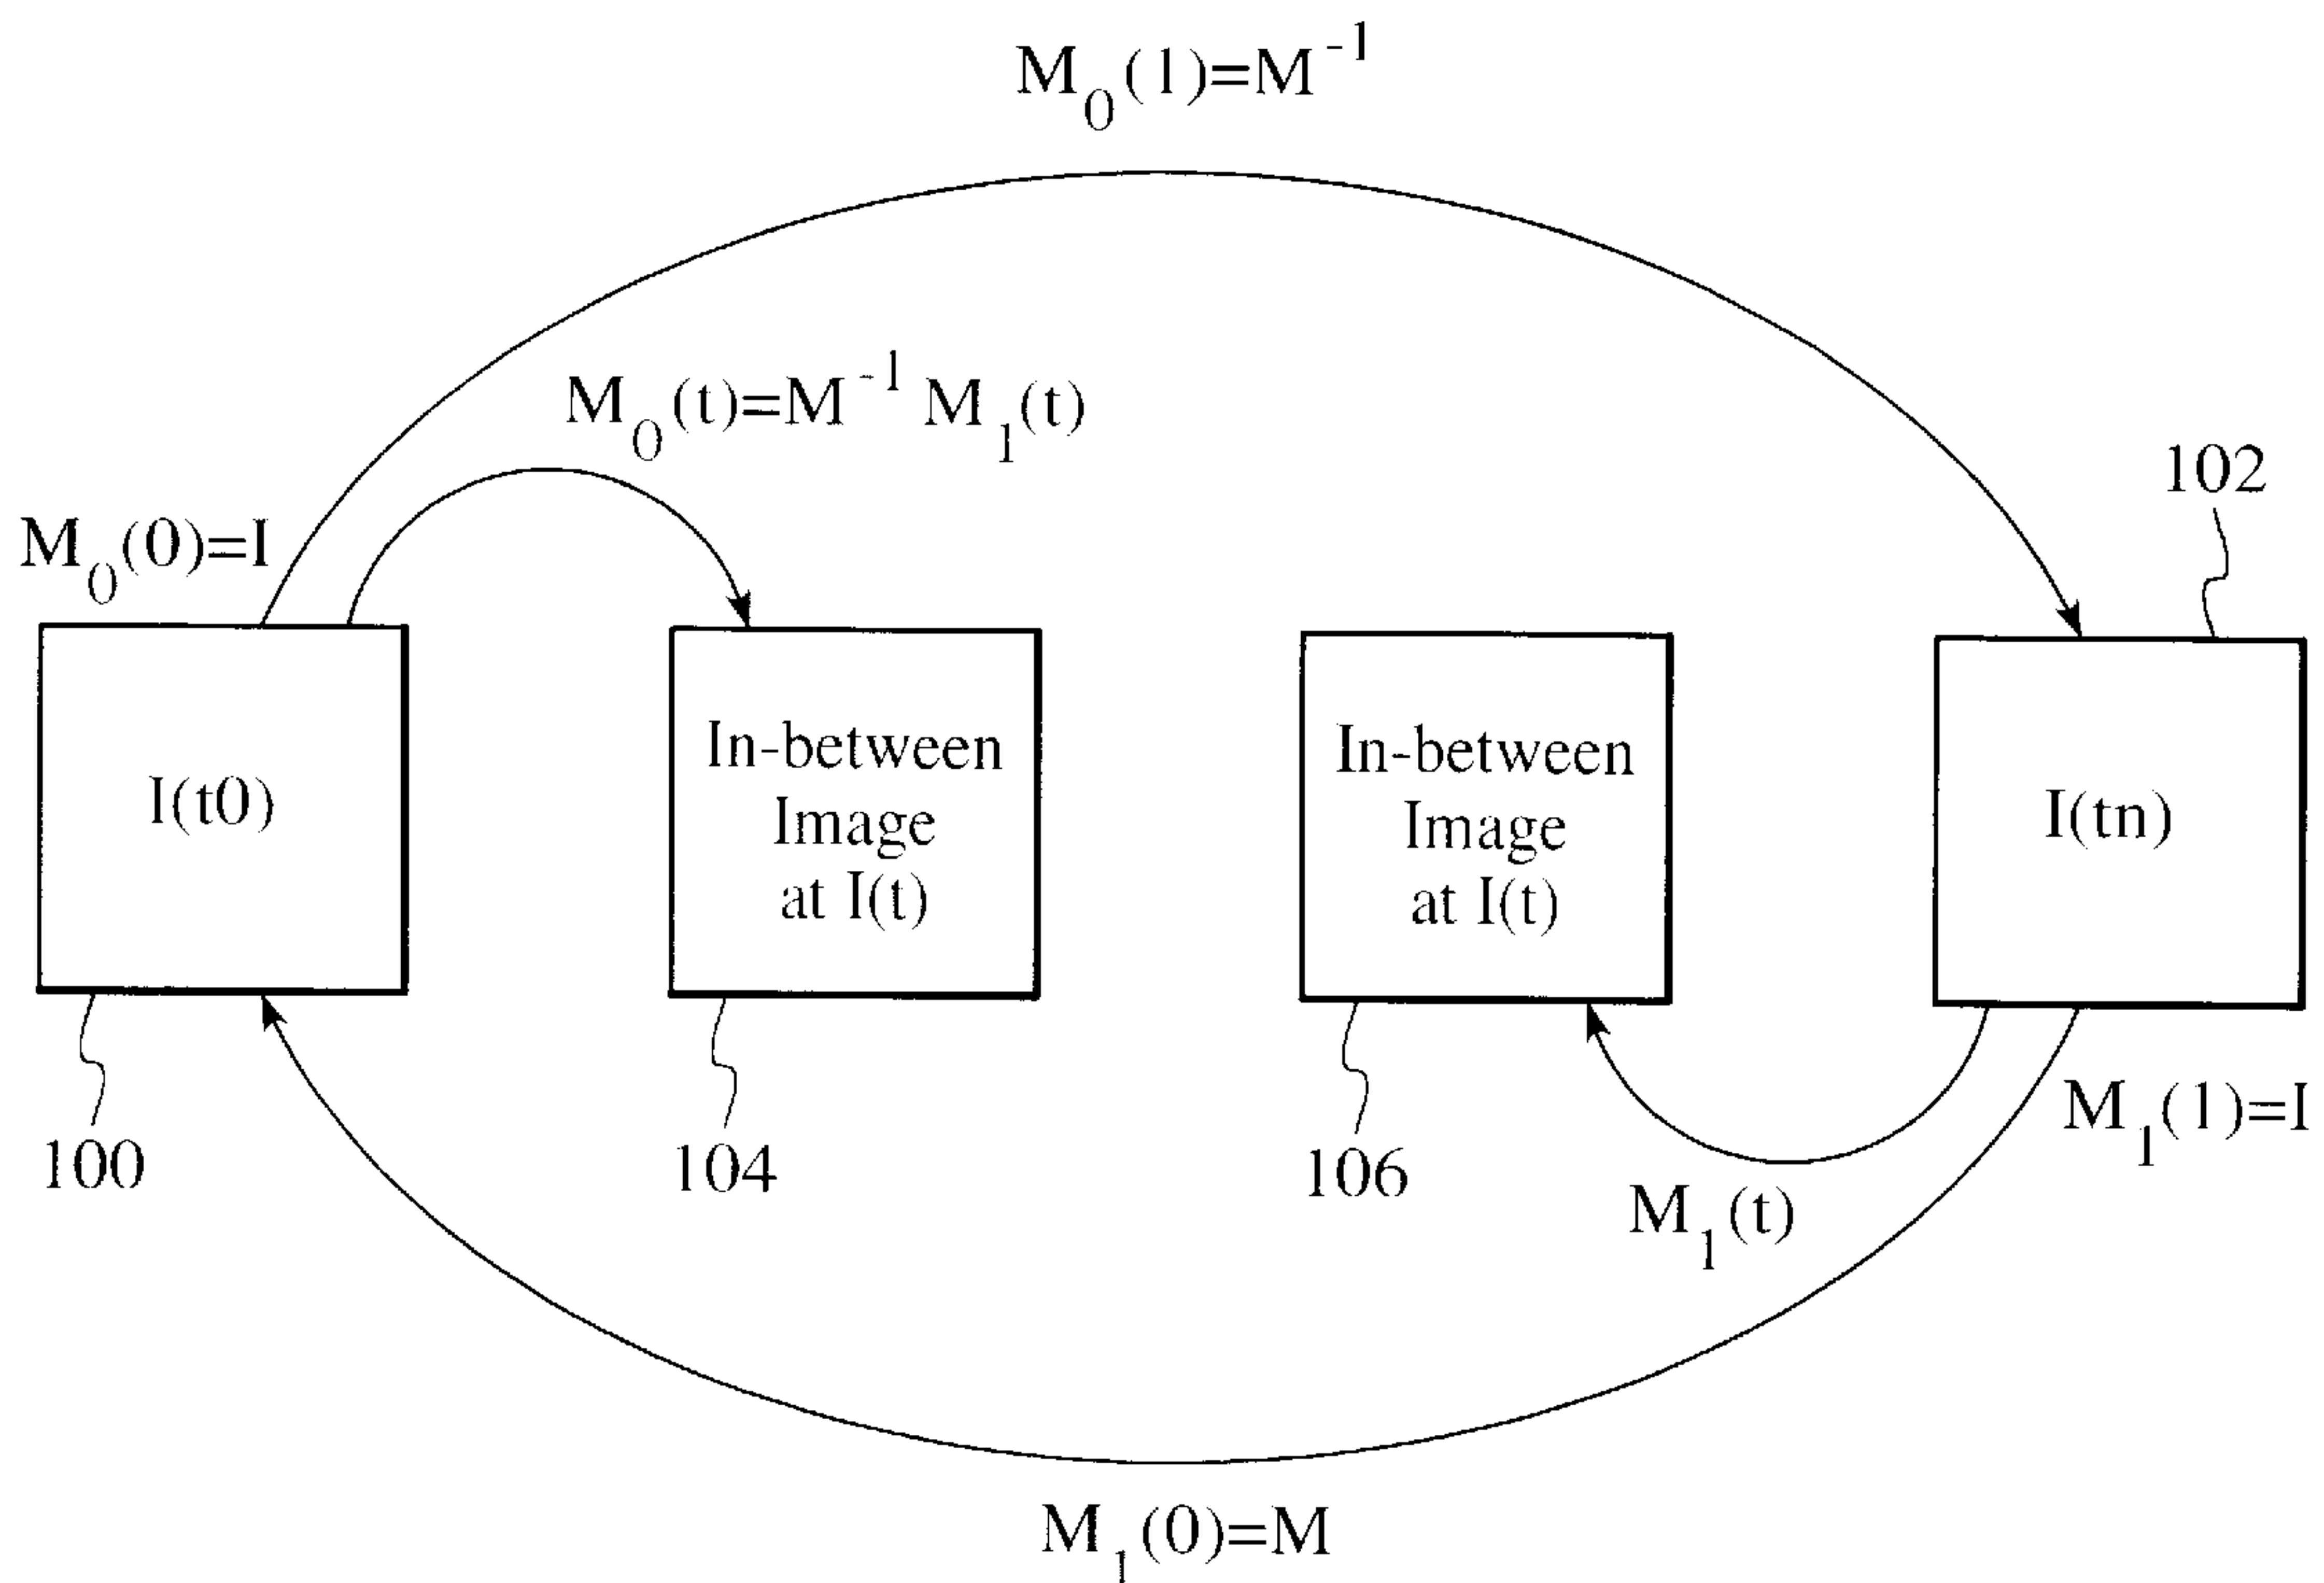 M₀(1)=M⁻¹
M₀(t)=M⁻¹ M₁(t)
102
M₀(0)=I
I(t0)
In-between
Image
at I(t)
In-between
Image
at I(t)
I(tn)
100
104
106
M₁(1)=I
M₁(t)
M₁(0)=M